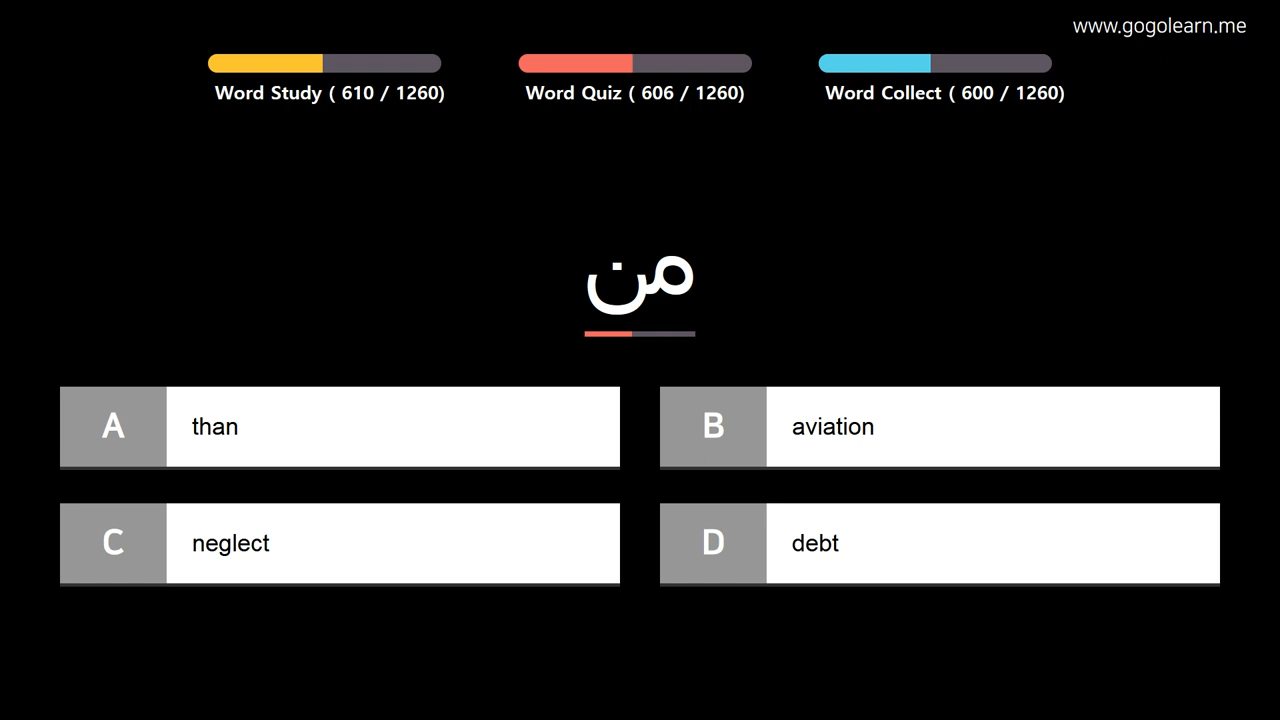 www.gogolearn.me
Word Study ( 610 / 1260)
Word Quiz ( 606 / 1260)
Word Collect ( 600 / 1260)
من
A than
B aviation
C neglect
D debt